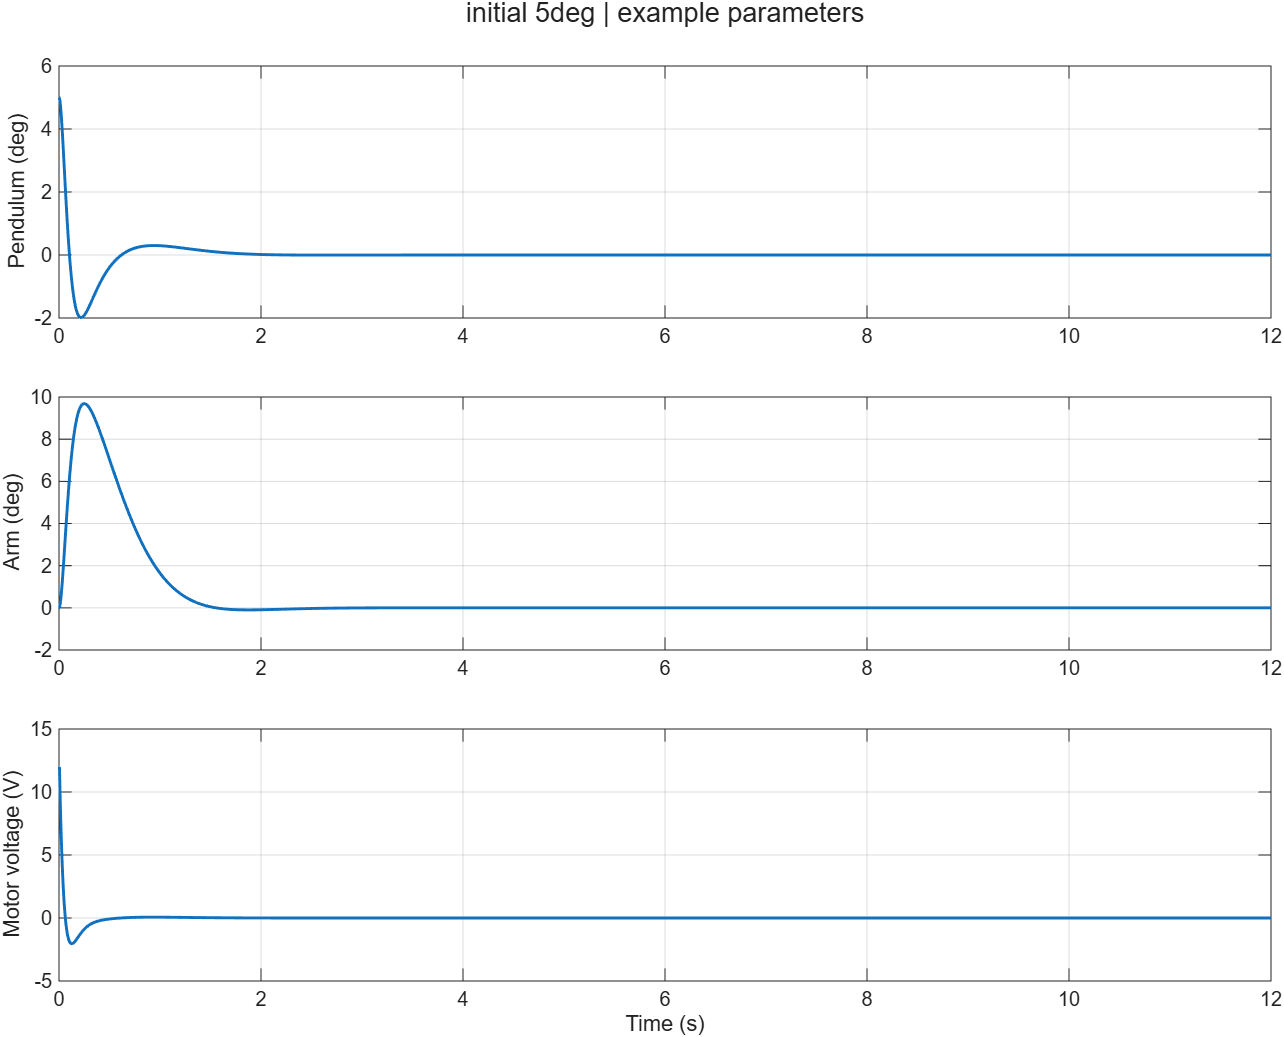 initial 5deg | example parameters
6
4
2
0
-2
Pendulum (deg)
0 2 4 6 8 10 12
10
8
6
4
2
0
-2
Arm (deg)
0 2 4 6 8 10 12
15
10
5
0
-5
Motor voltage (V)
0 2 4 6 8 10 12
Time (s)